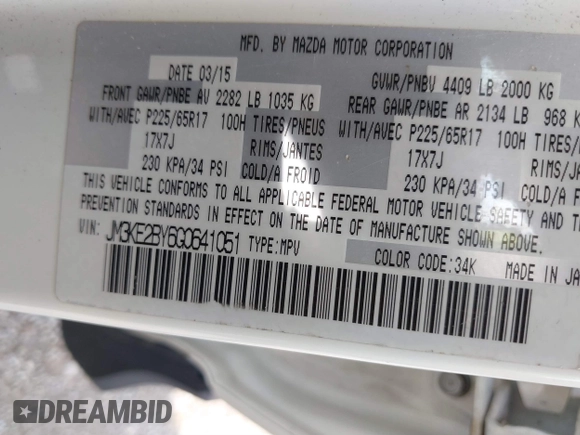 MFD. BY MAZDA MOTOR CORPORATION
DATE 03/15
GVWR/PNBV 4409 LB 2000 KG
FRONT GAWR/PNBE AV 2282 LB 1035 KG
REAR GAWR/PNBE AR 2134 LB 968 K
WITH/AVEC P225/65R17 100H TIRES/PNEUS
WITH/AVEC P225/65R17 100H TIRES/
17X7J RIMS/JANTES
17X7J RIMS/JANT
230 KPA/34 PSI COLD/A FROID
230 KPA/34 PSI COLD/A F
THIS VEHICLE CONFORMS TO ALL APPLICABLE FEDERAL MOTOR VEHICLE SAFETY AND T
PREVENTION STANDARDS IN EFFECT ON THE DATE OF MANUFACTURE SHOWN ABOVE.
VIN: JM3KE2BY6G0641051 TYPE:MPV
COLOR CODE:34K MADE IN JA
DREAMBID